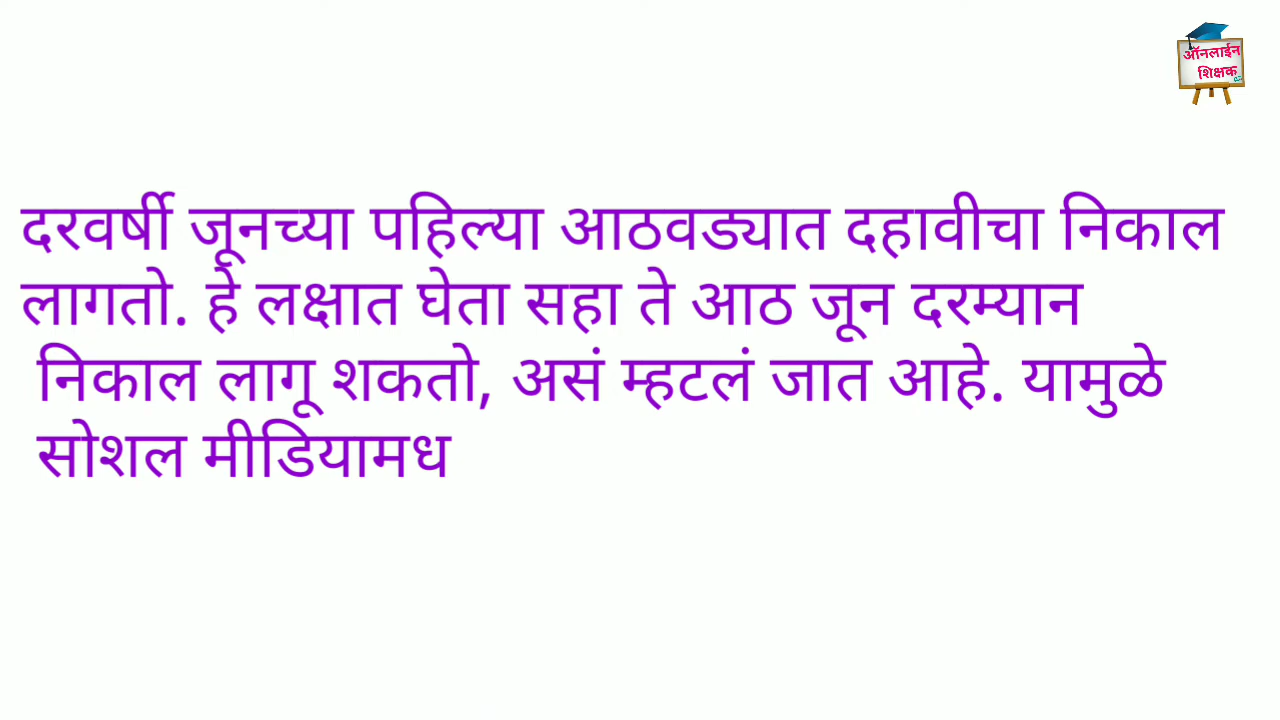 ऑनलाईन
शिक्षक
दरवर्षी जूनच्या पहिल्या आठवड्यात दहावीचा निकाल
लागतो. हे लक्षात घेता सहा ते आठ जून दरम्यान
निकाल लागू शकतो, असं म्हटलं जात आहे. यामुळे
सोशल मीडियामध